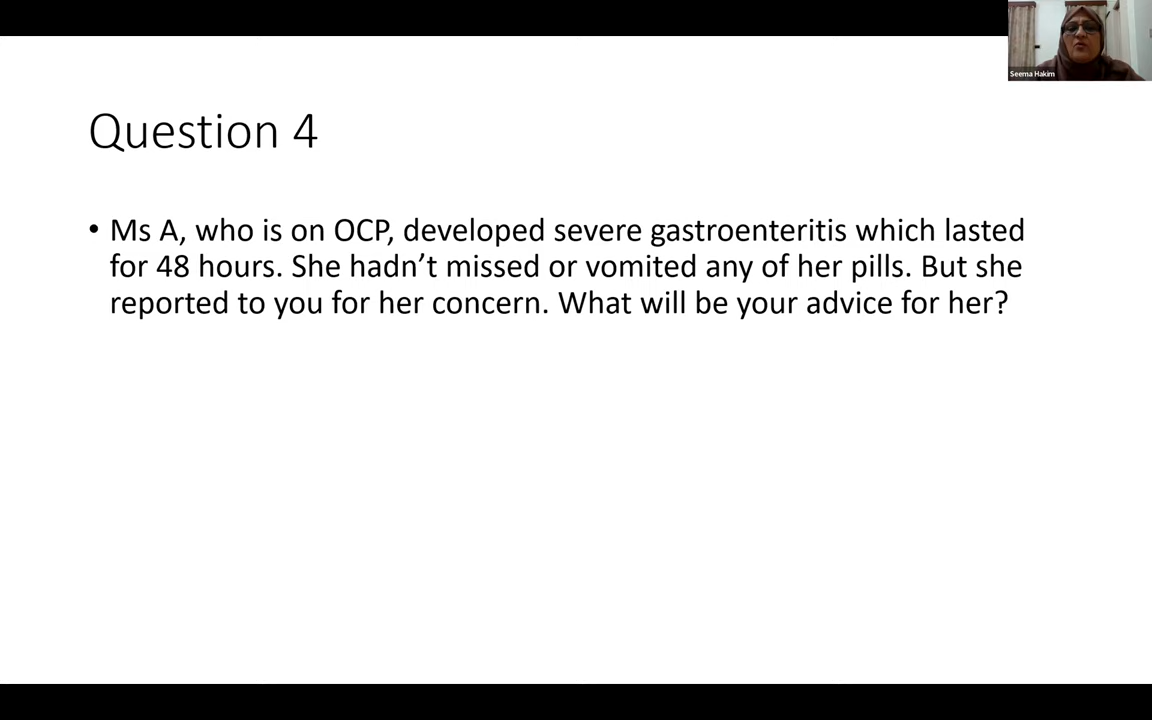 Seema Hakim
Question 4
• Ms A, who is on OCP, developed severe gastroenteritis which lasted
for 48 hours. She hadn’t missed or vomited any of her pills. But she
reported to you for her concern. What will be your advice for her?